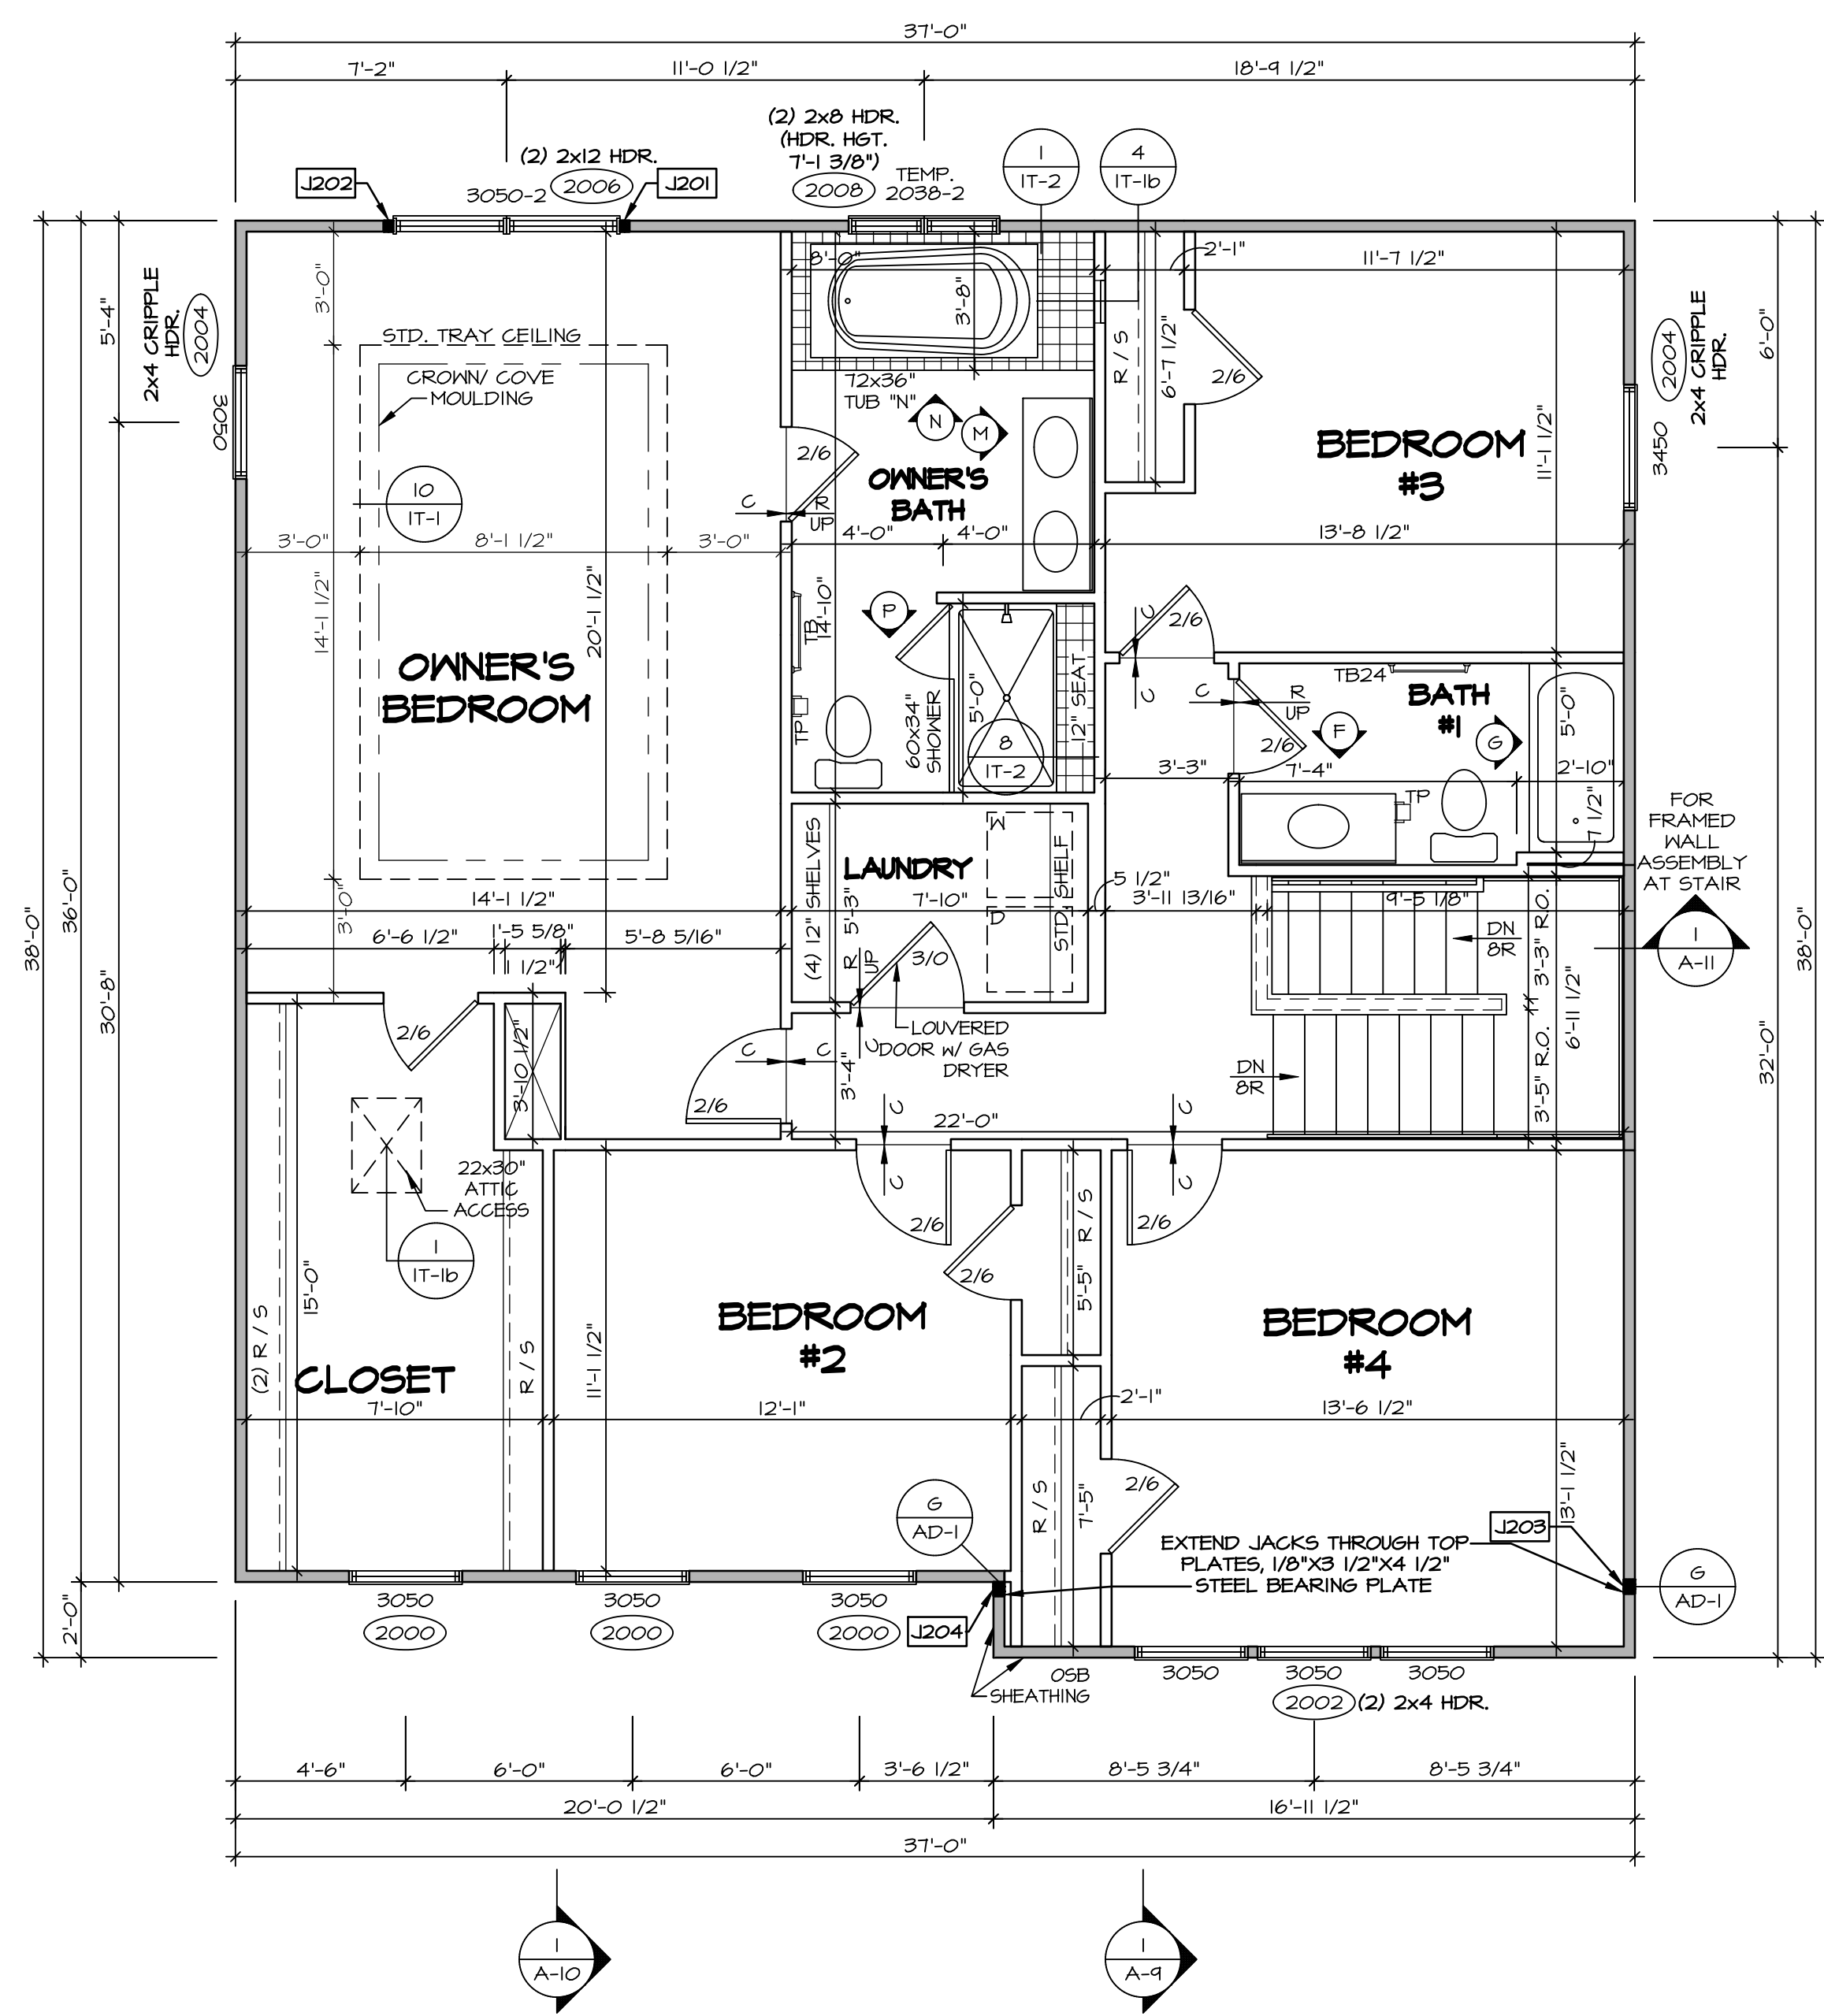 37'-0"
7'-2"
11'-0 1/2"
18'-9 1/2"
(2) 2x8 HDR.
(HDR. HGT.
7'-1 3/8")
2008
TEMP.
2038-2
1
IT-2
4
IT-1b
(2) 2x12 HDR.
J202
3050-2
2006
J201
5'-4"
2x4 CRIPPLE
HDR.
2004
3050
3'-0"
STD. TRAY CEILING
CROWN/ COVE
MOULDING
10
IT-1
3'-0"
8'-1 1/2"
3'-0"
14'-1 1/2"
20'-1 1/2"
OWNER'S
BEDROOM
3'-0"
8'-0"
3'-8"
72x36"
TUB "N"
N
M
2/6
OWNER'S
BATH
C
R
UP
4'-0"
4'-0"
14'-10"
TB
P
TP
60x34"
SHOWER
5'-0"
8
IT-2
12" SEAT
R / S
6'-7 1/2"
2'-1"
11'-7 1/2"
2/6
BEDROOM
#3
11'-1 1/2"
13'-8 1/2"
3450
2004
2x4 CRIPPLE
HDR.
6'-0"
C
2/6
C
C
R
UP
2/6
TB24
BATH
#1
F
G
5'-0"
3'-3"
7'-4"
2'-10"
TP
7 1/2"
FOR
FRAMED
WALL
ASSEMBLY
AT STAIR
1
A-11
38'-0"
36'-0"
30'-8"
2'-0"
38'-0"
32'-0"
14'-1 1/2"
6'-6 1/2"
1'-5 5/8"
1 1/2"
5'-8 5/16"
(4) 12" SHELVES
LAUNDRY
5'-3"
7'-10"
W
D
STD. SHELF
R
UP
3/0
C
LOUVERED
DOOR W/ GAS
DRYER
5 1/2"
3'-11 13/16"
9'-5 1/8"
DN
8R
3'-3" R.O.
3'-5" R.O.
6'-11 1/2"
DN
8R
2/6
3'-10 1/2"
C
C
2/6
3'-4"
22'-0"
C
C
2/6
C
C
2/6
22x30"
ATTIC
ACCESS
1
IT-1b
15'-0"
(2) R / S
R / S
CLOSET
7'-10"
11'-1 1/2"
BEDROOM
#2
12'-1"
2/6
R / S
5'-5"
2'-1"
BEDROOM
#4
13'-6 1/2"
13'-1 1/2"
R / S
7'-5"
2/6
G
AD-1
J203
EXTEND JACKS THROUGH TOP
PLATES, 1/8"X3 1/2"X4 1/2"
STEEL BEARING PLATE
G
AD-1
3050
2000
3050
2000
3050
2000
J204
OSB
SHEATHING
3050
3050
3050
2002
(2) 2x4 HDR.
4'-6"
6'-0"
6'-0"
3'-6 1/2"
8'-5 3/4"
8'-5 3/4"
20'-0 1/2"
16'-11 1/2"
37'-0"
1
A-10
1
A-9